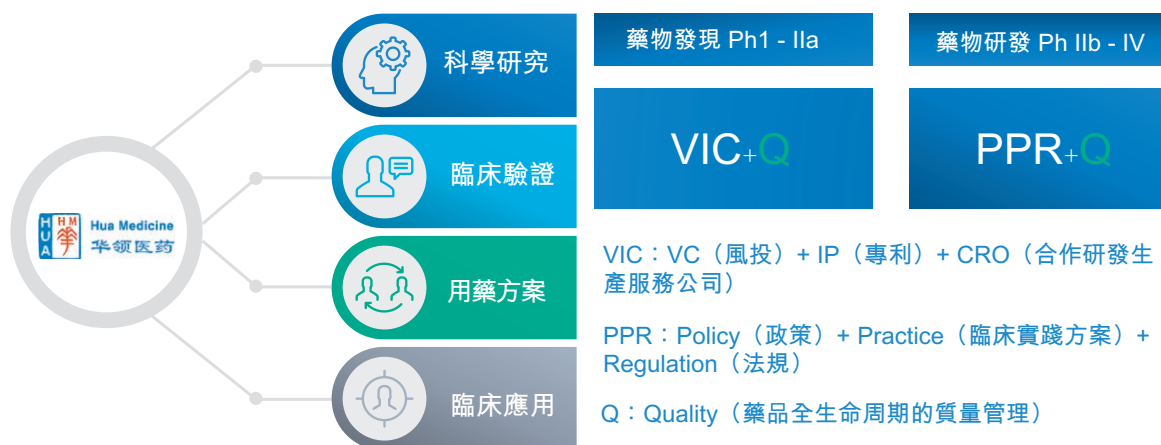 科學研究
臨床驗證
用藥方案
臨床應用
HUA
HM
Hua Medicine
华领医药
藥物發現 Ph1 - IIa
藥物研發 Ph IIb - IV
VIC+Q
PPR+Q
VIC：VC（風投）+ IP（專利）+ CRO（合作研發生
產服務公司）
PPR：Policy（政策）+ Practice（臨床實踐方案）+
Regulation（法規）
Q：Quality（藥品全生命周期的質量管理）